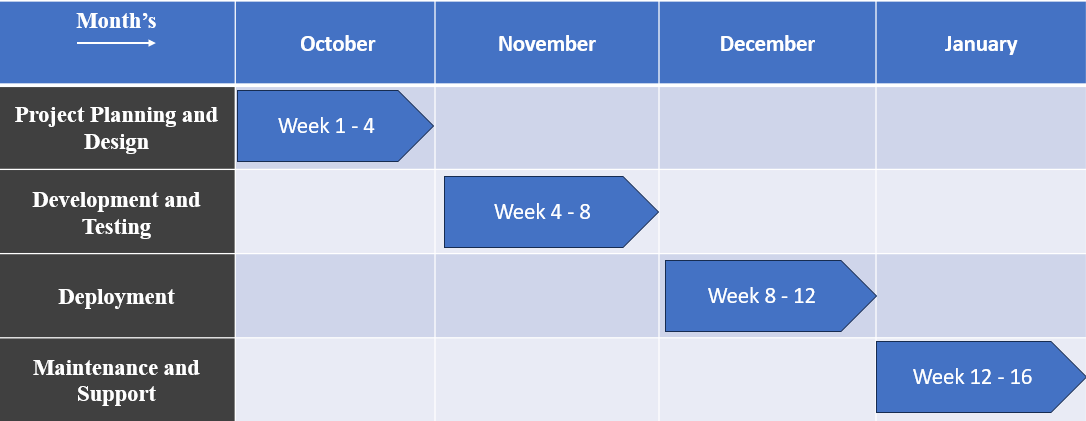 Month’s
October
November
December
January
Project Planning and
Design
Week 1 - 4
Development and
Testing
Week 4 - 8
Deployment
Week 8 - 12
Maintenance and
Support
Week 12 - 16